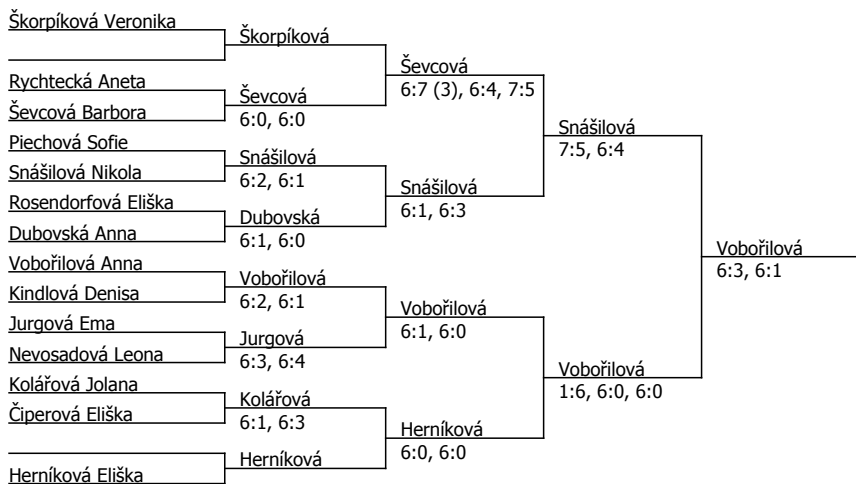 Škorpíková Veronika
Rychtecká Aneta
Ševcová Barbora
Piechová Sofie
Snášilová Nikola
Rosendorfová Eliška
Dubovská Anna
Vobořilová Anna
Kindlová Denisa
Jurgová Ema
Nevosadová Leona
Kolářová Jolana
Čiperová Eliška
Herníková Eliška
Škorpíková
Ševcová
6:0, 6:0
Snášilová
6:2, 6:1
Dubovská
6:1, 6:0
Vobořilová
6:2, 6:1
Jurgová
6:3, 6:4
Kolářová
6:1, 6:3
Herníková
Ševcová
6:7 (3), 6:4, 7:5
Snášilová
6:1, 6:3
Vobořilová
6:1, 6:0
Herníková
6:0, 6:0
Snášilová
7:5, 6:4
Vobořilová
1:6, 6:0, 6:0
Vobořilová
6:3, 6:1